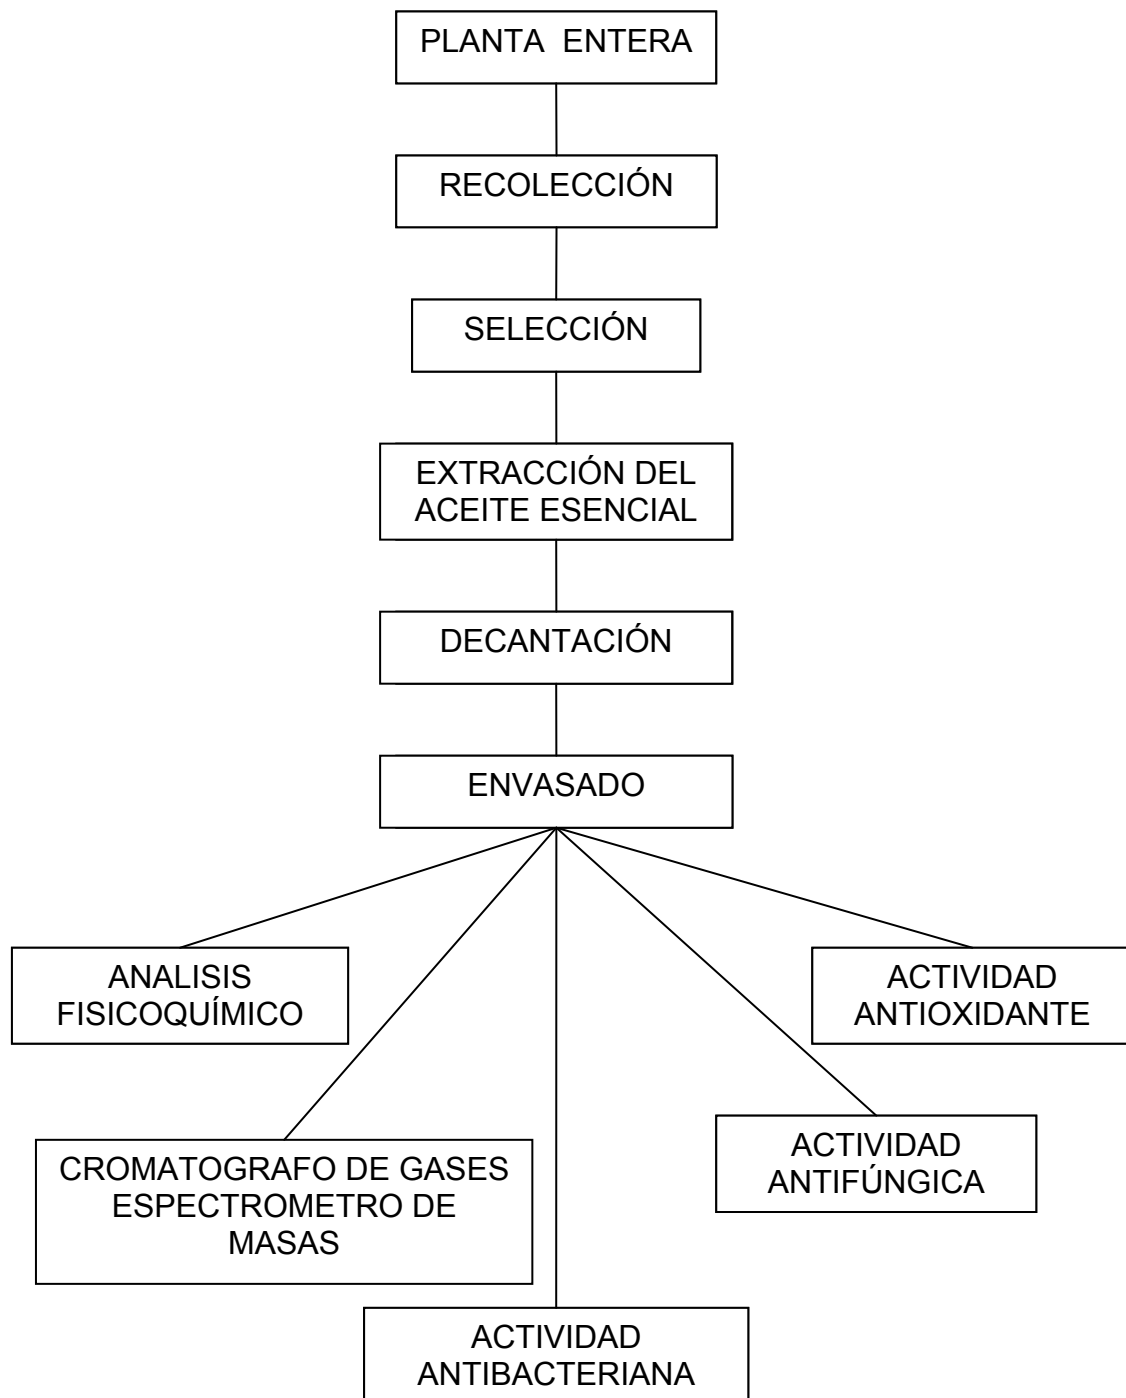 PLANTA ENTERA
RECOLECCIÓN
SELECCIÓN
EXTRACCIÓN DEL
ACEITE ESENCIAL
DECANTACIÓN
ENVASADO
ANALISIS
FISICOQUÍMICO
ACTIVIDAD
ANTIOXIDANTE
CROMATOGRAFO DE GASES
ESPECTROMETRO DE
MASAS
ACTIVIDAD
ANTIFÚNGICA
ACTIVIDAD
ANTIBACTERIANA